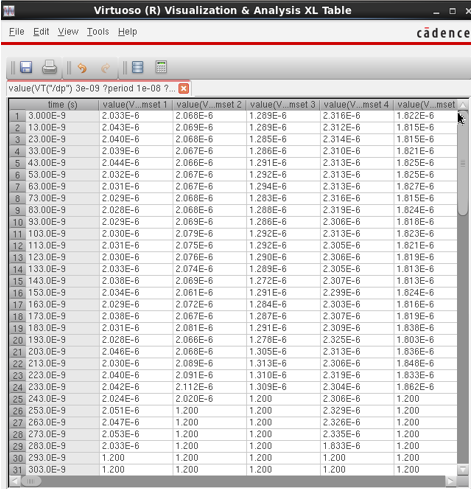 Virtuoso (R) Visualization & Analysis XL Table
File Edit View Tools Help cādence
value(VT("/dp") 3e-09 ?period 1e-08 ?...
time (s) value(V...mset 1 value(V...mset 2 value(V...mset 3 value(V...mset 4 value(V...mset
1 3.000E-9 2.033E-6 2.068E-6 1.289E-6 2.316E-6 1.822E-6
2 13.00E-9 2.043E-6 2.069E-6 1.289E-6 2.312E-6 1.815E-6
3 23.00E-9 2.040E-6 2.068E-6 1.285E-6 2.314E-6 1.815E-6
4 33.00E-9 2.039E-6 2.067E-6 1.286E-6 2.310E-6 1.821E-6
5 43.00E-9 2.044E-6 2.066E-6 1.291E-6 2.313E-6 1.825E-6
6 53.00E-9 2.032E-6 2.067E-6 1.292E-6 2.313E-6 1.825E-6
7 63.00E-9 2.031E-6 2.067E-6 1.294E-6 2.313E-6 1.827E-6
8 73.00E-9 2.029E-6 2.068E-6 1.283E-6 2.316E-6 1.815E-6
9 83.00E-9 2.028E-6 2.068E-6 1.288E-6 2.319E-6 1.824E-6
10 93.00E-9 2.029E-6 2.069E-6 1.286E-6 2.306E-6 1.818E-6
11 103.0E-9 2.030E-6 2.079E-6 1.292E-6 2.313E-6 1.823E-6
12 113.0E-9 2.031E-6 2.075E-6 1.292E-6 2.305E-6 1.821E-6
13 123.0E-9 2.030E-6 2.076E-6 1.290E-6 2.306E-6 1.819E-6
14 133.0E-9 2.033E-6 2.074E-6 1.289E-6 2.305E-6 1.813E-6
15 143.0E-9 2.038E-6 2.069E-6 1.272E-6 2.307E-6 1.813E-6
16 153.0E-9 2.034E-6 2.061E-6 1.291E-6 2.299E-6 1.824E-6
17 163.0E-9 2.029E-6 2.072E-6 1.284E-6 2.303E-6 1.816E-6
18 173.0E-9 2.038E-6 2.067E-6 1.287E-6 2.307E-6 1.819E-6
19 183.0E-9 2.031E-6 2.081E-6 1.291E-6 2.309E-6 1.838E-6
20 193.0E-9 2.028E-6 2.066E-6 1.278E-6 2.325E-6 1.803E-6
21 203.0E-9 2.046E-6 2.068E-6 1.305E-6 2.313E-6 1.836E-6
22 213.0E-9 2.030E-6 2.089E-6 1.313E-6 2.306E-6 1.848E-6
23 223.0E-9 2.040E-6 2.091E-6 1.310E-6 2.319E-6 1.833E-6
24 233.0E-9 2.042E-6 2.112E-6 1.309E-6 2.304E-6 1.862E-6
25 243.0E-9 2.024E-6 2.020E-6 1.200 2.306E-6 1.200
26 253.0E-9 2.051E-6 1.200 1.200 2.329E-6 1.200
27 263.0E-9 2.047E-6 1.200 1.200 2.326E-6 1.200
28 273.0E-9 2.053E-6 1.200 1.200 2.335E-6 1.200
29 283.0E-9 2.033E-6 1.200 1.200 1.833E-6 1.200
30 293.0E-9 1.200 1.200 1.200 1.200 1.200
31 303.0E-9 1.200 1.200 1.200 1.200 1.200